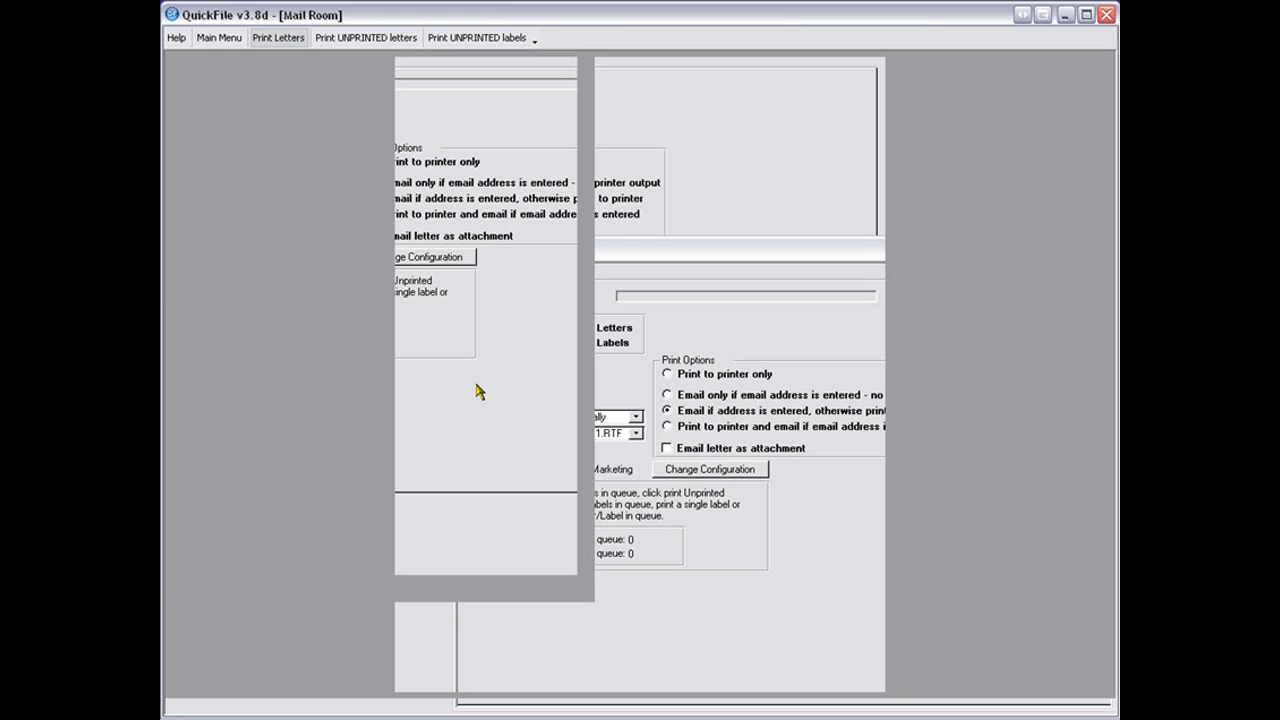 QuickFile v3.8d - [Mail Room]
Help Main Menu Print Letters Print UNPRINTED letters Print UNPRINTED labels
Options
rint to printer only
mail only if email address is entered - printer output
mail if address is entered, otherwise p to printer
rint to printer and email if email addre s entered
mail letter as attachment
ge Configuration
Unprinted
ingle label or
Letters
Labels
Print Options
Print to printer only
Email only if email address is entered - no
Email if address is entered, otherwise prin
Print to printer and email if email address i
Email letter as attachment
ally
1.RTF
Marketing Change Configuration
s in queue, click print Unprinted
abels in queue, print a single label or
r/Label in queue.
queue: 0
queue: 0